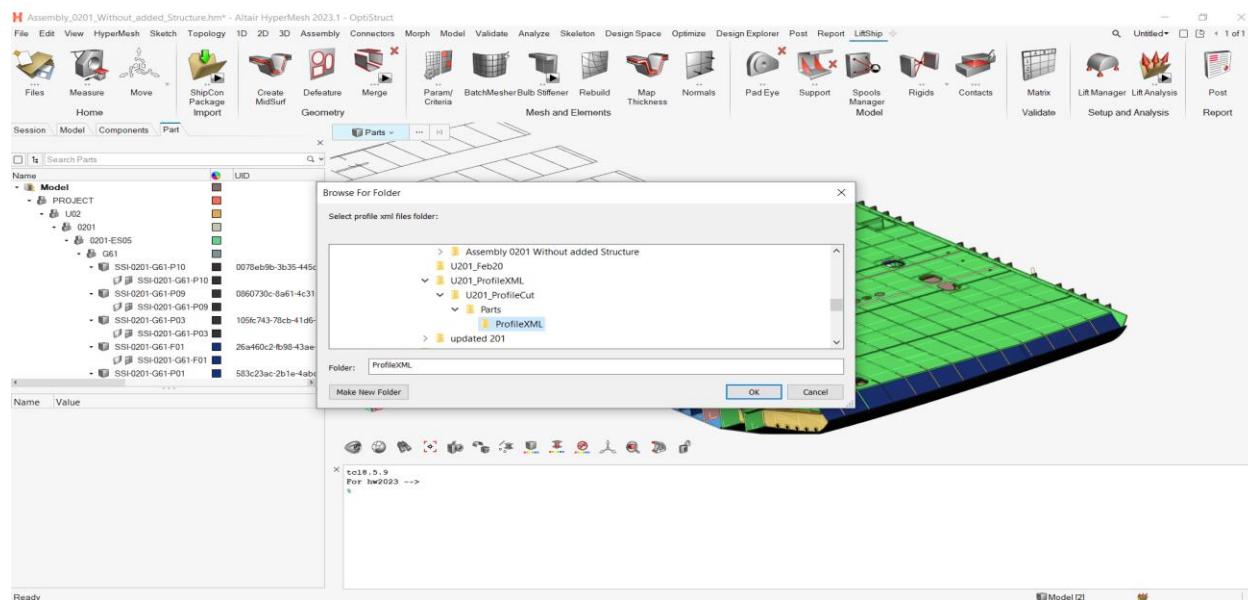 Assembly_0201_Without_added_Structure.hm* - Altair HyperMesh 2023.1 - OptiStruct
File Edit View HyperMesh Sketch Topology 1D 2D 3D Assembly Connectors Morph Model Validate Analyze Skeleton Design Space Optimize Design Explorer Post Report LiftShip Untitled 1 of 1
Files Measure Move ShipCon Package Create MidSurf Defeature Merge Param/ Criteria BatchMesher Bulb Stiffener Rebuild Map Thickness Normals Pad Eye Support Spools Manager Rigids Contacts Matrix Lift Manager Lift Analysis Post
Home Import Geometry Mesh and Elements Model Validate Setup and Analysis Report
Session Model Components Part
Parts
Search Parts
Name UID
Model
PROJECT
U02
0201
0201-ES05
G61
SSI-0201-G61-P10 0078eb9b-3b35-445c
SSI-0201-G61-P10
SSI-0201-G61-P09 0860730c-8a61-4c31
SSI-0201-G61-P09
SSI-0201-G61-P03 105fc743-78cb-41d6-
SSI-0201-G61-P03
SSI-0201-G61-F01 26a460c2-fb98-43ae
SSI-0201-G61-F01
SSI-0201-G61-P01 583c23ac-2b1e-4abc
Name Value
Browse For Folder
Select profile xml files folder:
Assembly 0201 Without added Structure
U201_Feb20
U201_ProfileXML
U201_ProfileCut
Parts
ProfileXML
updated 201
Folder: ProfileXML
Make New Folder OK Cancel
tcl8.5.9
For hw2023 -->
%
Ready Model [2]